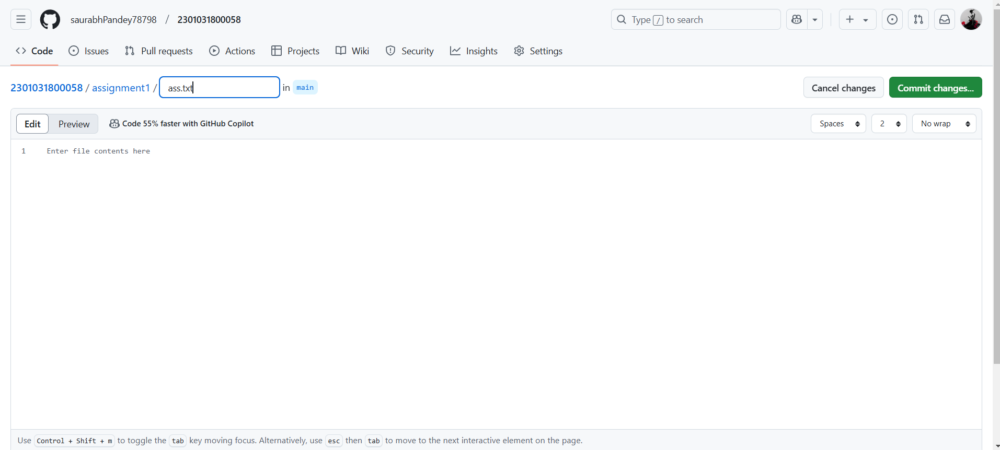 saurabhPandey78798 / 2301031800058
Type / to search
Code Issues Pull requests Actions Projects Wiki Security Insights Settings
2301031800058 / assignment1 / ass.txt in main
Cancel changes Commit changes...
Edit Preview Code 55% faster with GitHub Copilot
Spaces 2 No wrap
1 Enter file contents here
Use Control + Shift + m to toggle the tab key moving focus. Alternatively, use esc then tab to move to the next interactive element on the page.